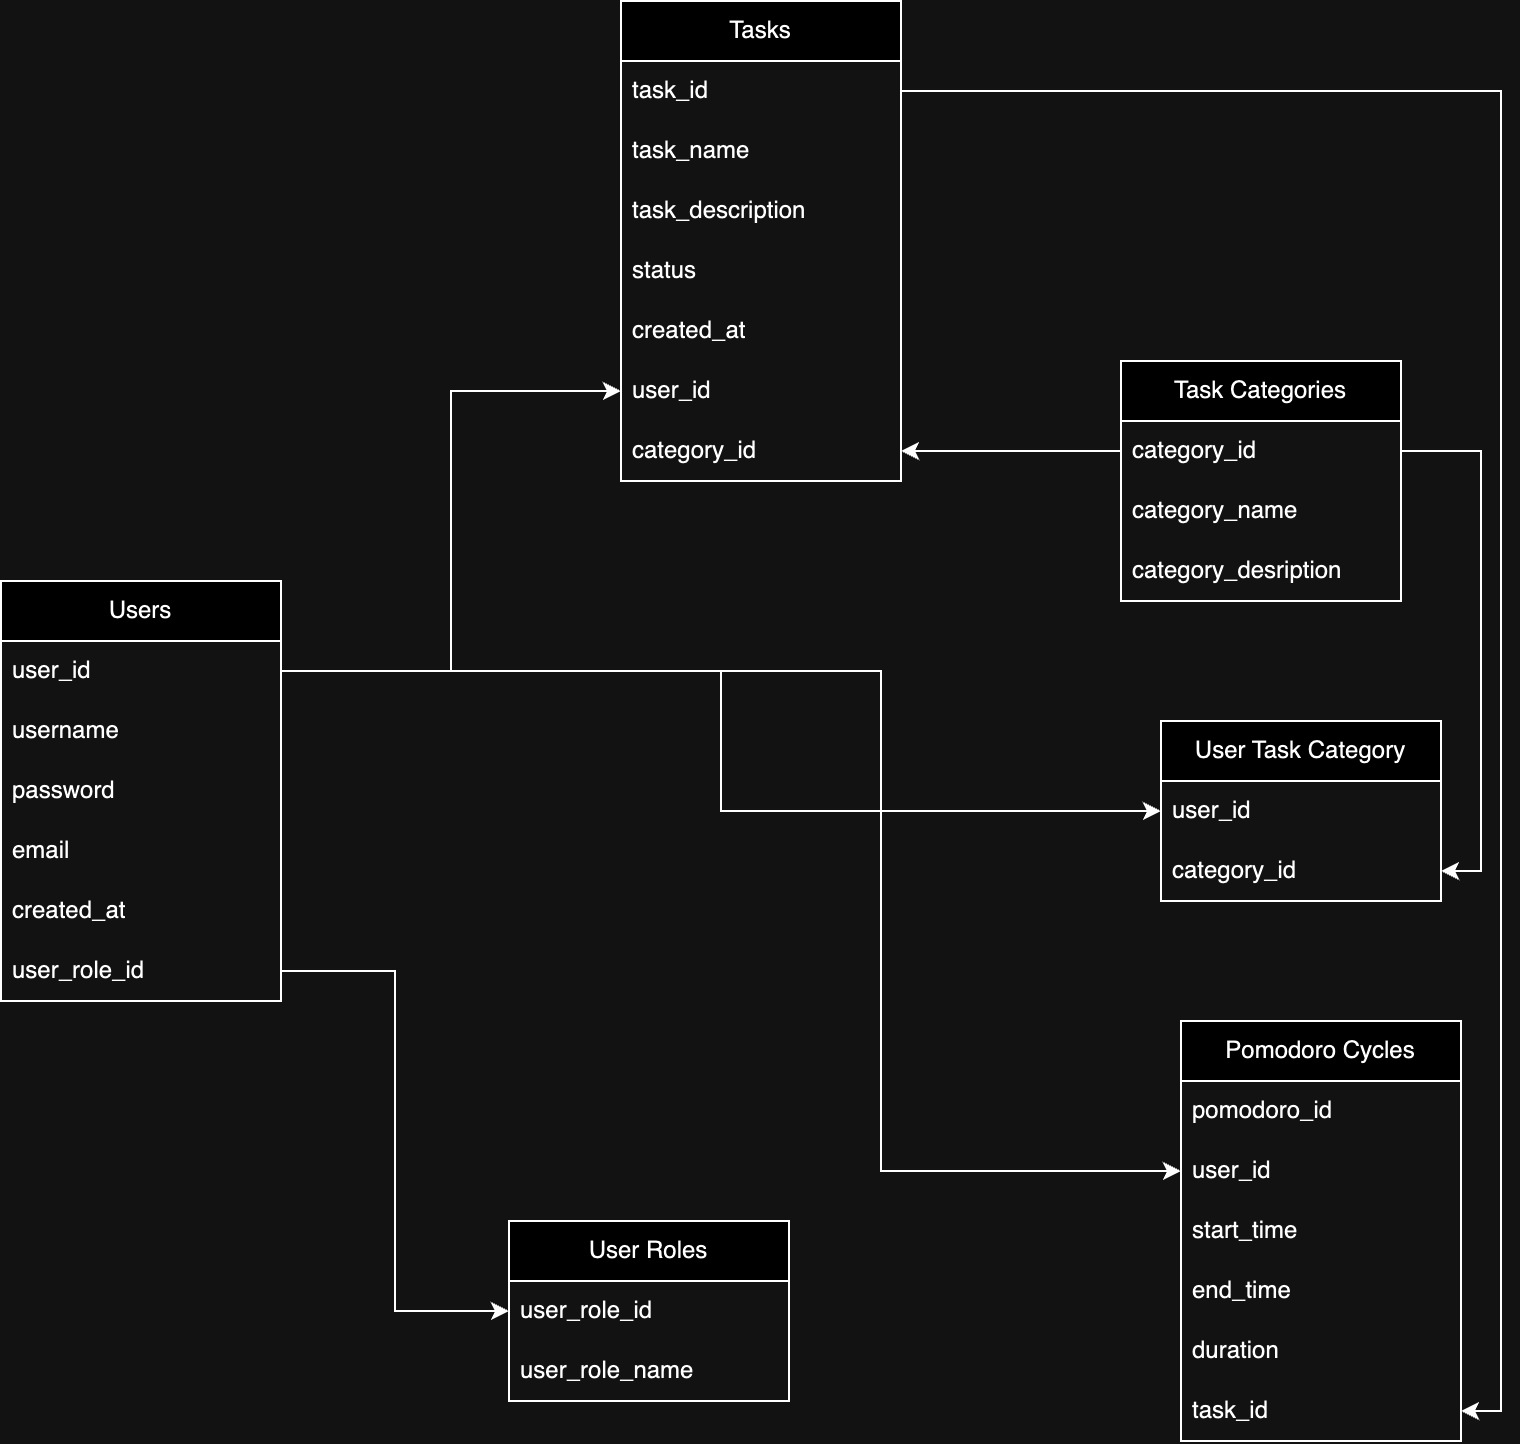 Tasks
task_id
task_name
task_description
status
created_at
user_id
category_id
Task Categories
category_id
category_name
category_desription
Users
user_id
username
password
email
created_at
user_role_id
User Task Category
user_id
category_id
Pomodoro Cycles
pomodoro_id
user_id
start_time
end_time
duration
task_id
User Roles
user_role_id
user_role_name